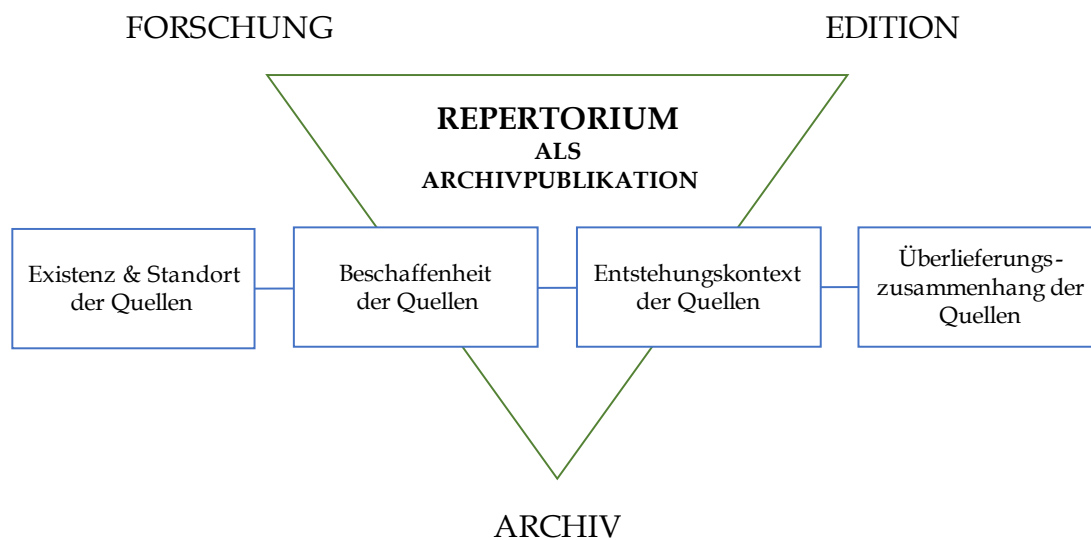 FORSCHUNG
EDITION
REPERTORIUM
ALS
ARCHIVPUBLIKATION
Existenz & Standort
der Quellen
Beschaffenheit
der Quellen
Entstehungskontext
der Quellen
Überlieferungs-
zusammenhang der
Quellen
ARCHIV